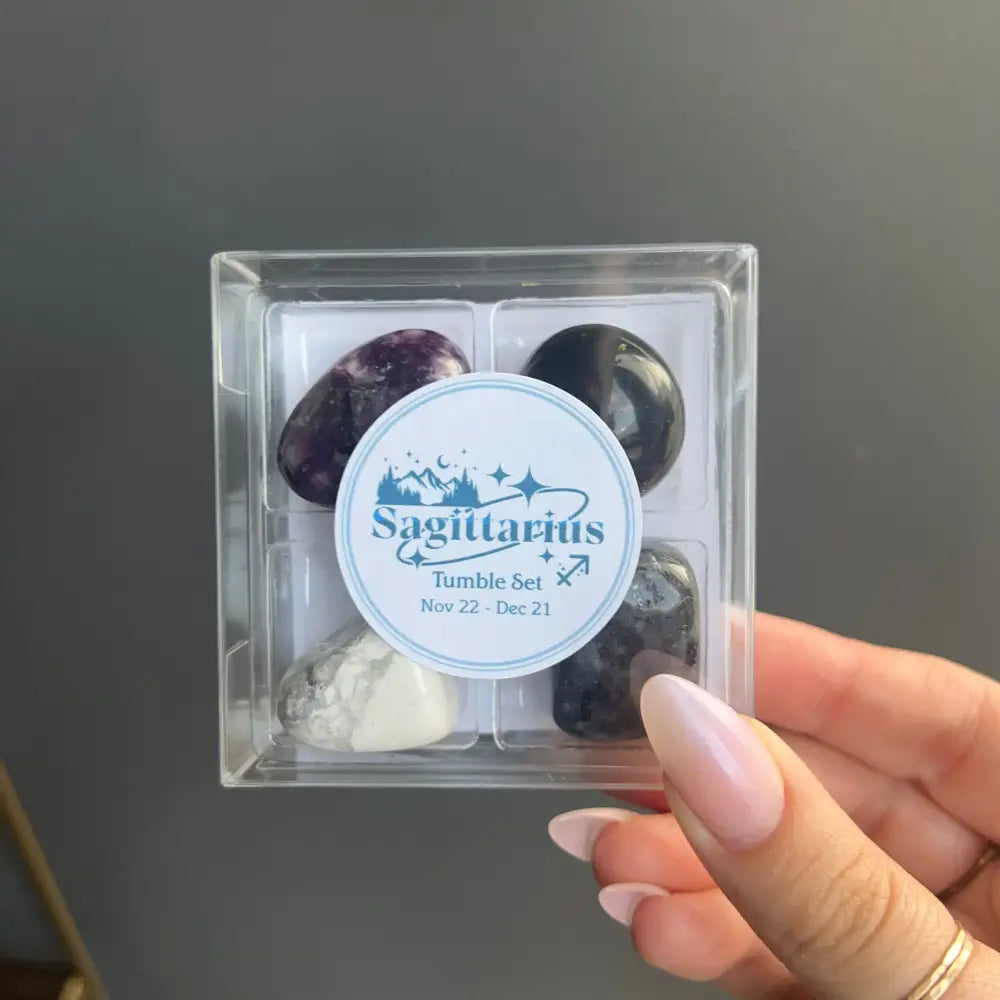 Sagittarius
Tumble Set
Nov 22 - Dec 21